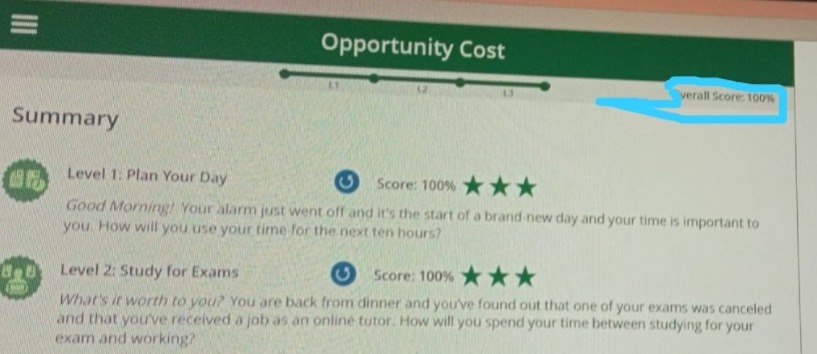 Opportunity Cost
L1 L2 L3
verall Score: 100%
Summary
Level 1: Plan Your Day Score: 100%
Good Morning! Your alarm just went off and it's the start of a brand-new day and your time is important to
you. How will you use your time for the next ten hours?
Level 2: Study for Exams Score: 100%
What's it worth to you? You are back from dinner and you've found out that one of your exams was canceled
and that you've received a job as an online tutor. How will you spend your time between studying for your
exam and working?